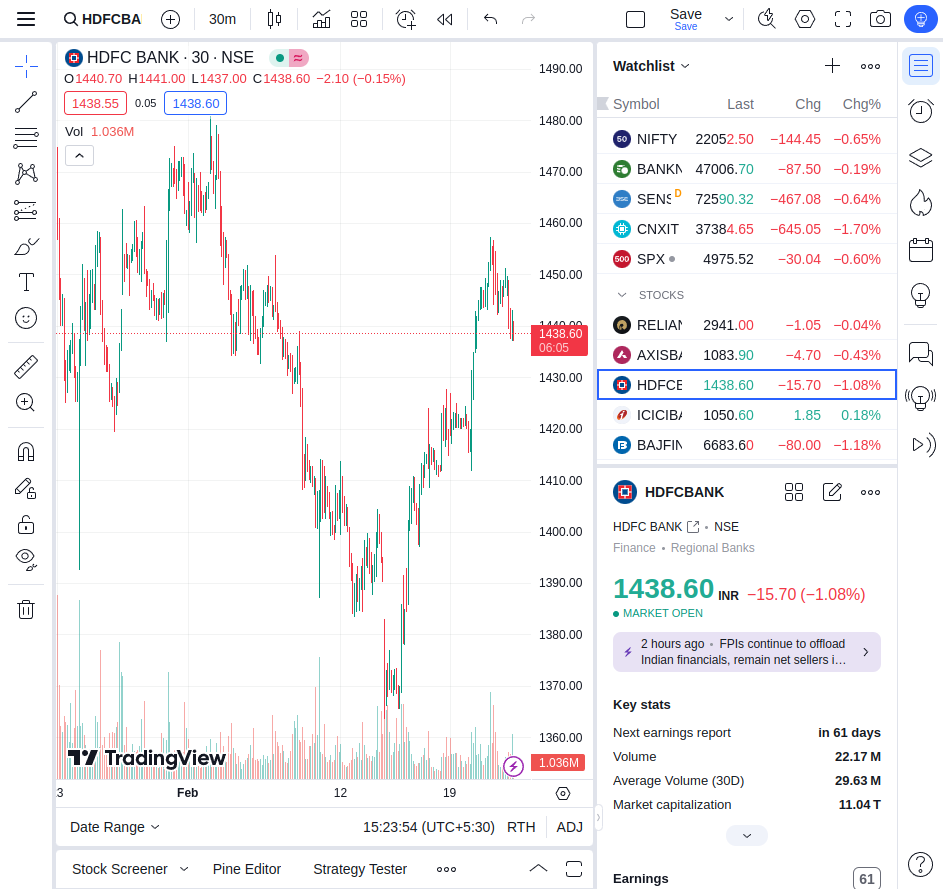 HDFCBA
30m
Save
Save
HDFC BANK · 30 · NSE
O1440.70 H1441.00 L1437.00 C1438.60 −2.10 (−0.15%)
1438.55
0.05
1438.60
Vol 1.036M
1490.00
1480.00
1470.00
1460.00
1450.00
1440.00
1438.60
06:05
1430.00
1420.00
1410.00
1400.00
1390.00
1380.00
1370.00
1360.00
1.036M
TradingView
3
Feb
12
19
Date Range
15:23:54 (UTC+5:30)
RTH
ADJ
Stock Screener
Pine Editor
Strategy Tester
Watchlist
Symbol Last Chg Chg%
50 NIFTY 22052.50 −144.45 −0.65%
BANKN 47006.70 −87.50 −0.19%
SENS D 72590.32 −467.08 −0.64%
CNXIT 37384.65 −645.05 −1.70%
500 SPX 4975.52 −30.04 −0.60%
STOCKS
RELIAN 2941.00 −1.05 −0.04%
AXISBA 1083.90 −4.70 −0.43%
HDFCB 1438.60 −15.70 −1.08%
ICICIBA 1050.60 1.85 0.18%
BAJFIN 6683.60 −80.00 −1.18%
HDFCBANK
HDFC BANK • NSE
Finance • Regional Banks
1438.60 INR −15.70 (−1.08%)
MARKET OPEN
2 hours ago • FPIs continue to offload
Indian financials, remain net sellers i…
Key stats
Next earnings report in 61 days
Volume 22.17 M
Average Volume (30D) 29.63 M
Market capitalization 11.04 T
Earnings 61